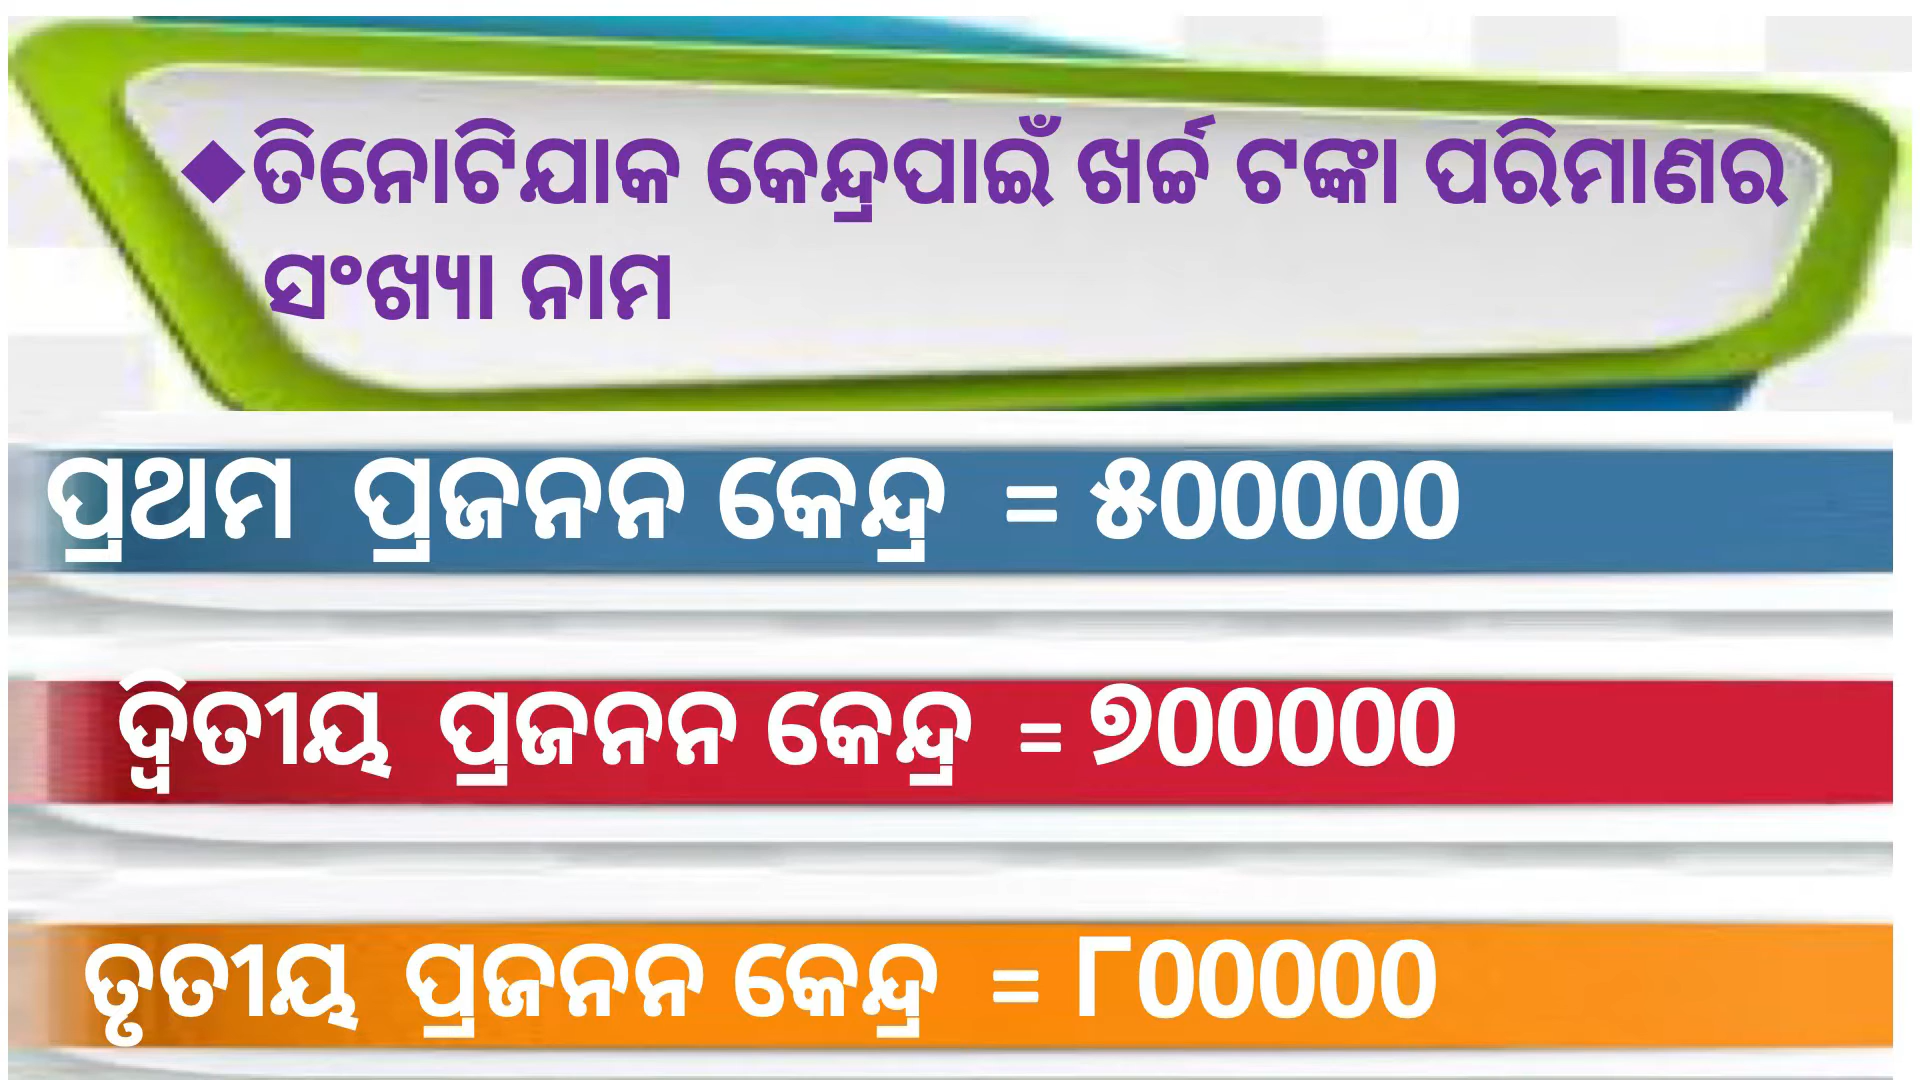 ◆ତିନୋଟିଯାକ କେନ୍ଦ୍ରପାଇଁ ଖର୍ଚ୍ଚ ଟଙ୍କା ପରିମାଣର
ସଂଖ୍ୟା ନାମ
ପ୍ରଥମ ପ୍ରଜନନ କେନ୍ଦ୍ର = ୫00000
ଦ୍ୱିତୀୟ ପ୍ରଜନନ କେନ୍ଦ୍ର = ୭00000
ତୃତୀୟ ପ୍ରଜନନ କେନ୍ଦ୍ର = ୮00000